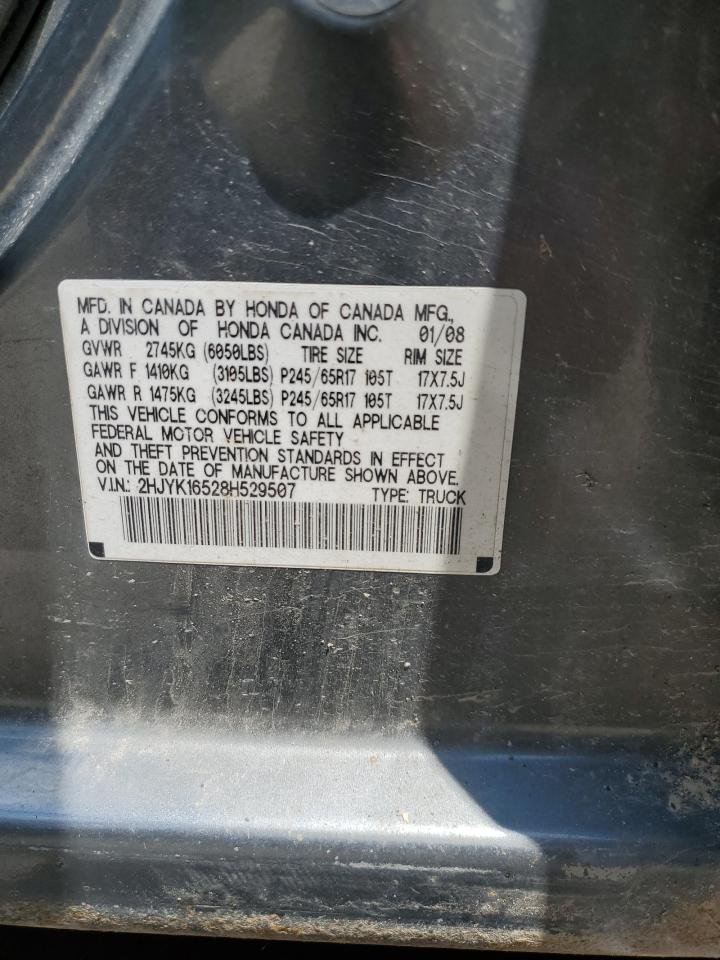 MFD. IN CANADA BY HONDA OF CANADA MFG.,
A DIVISION OF HONDA CANADA INC. 01/08
GVWR 2745KG (6050LBS) TIRE SIZE RIM SIZE
GAWR F 1410KG (3105LBS) P245/65R17 105T 17X7.5J
GAWR R 1475KG (3245LBS) P245/65R17 105T 17X7.5J
THIS VEHICLE CONFORMS TO ALL APPLICABLE
FEDERAL MOTOR VEHICLE SAFETY
AND THEFT PREVENTION STANDARDS IN EFFECT
ON THE DATE OF MANUFACTURE SHOWN ABOVE.
V.I.N.: 2HJYK16528H529507 TYPE: TRUCK